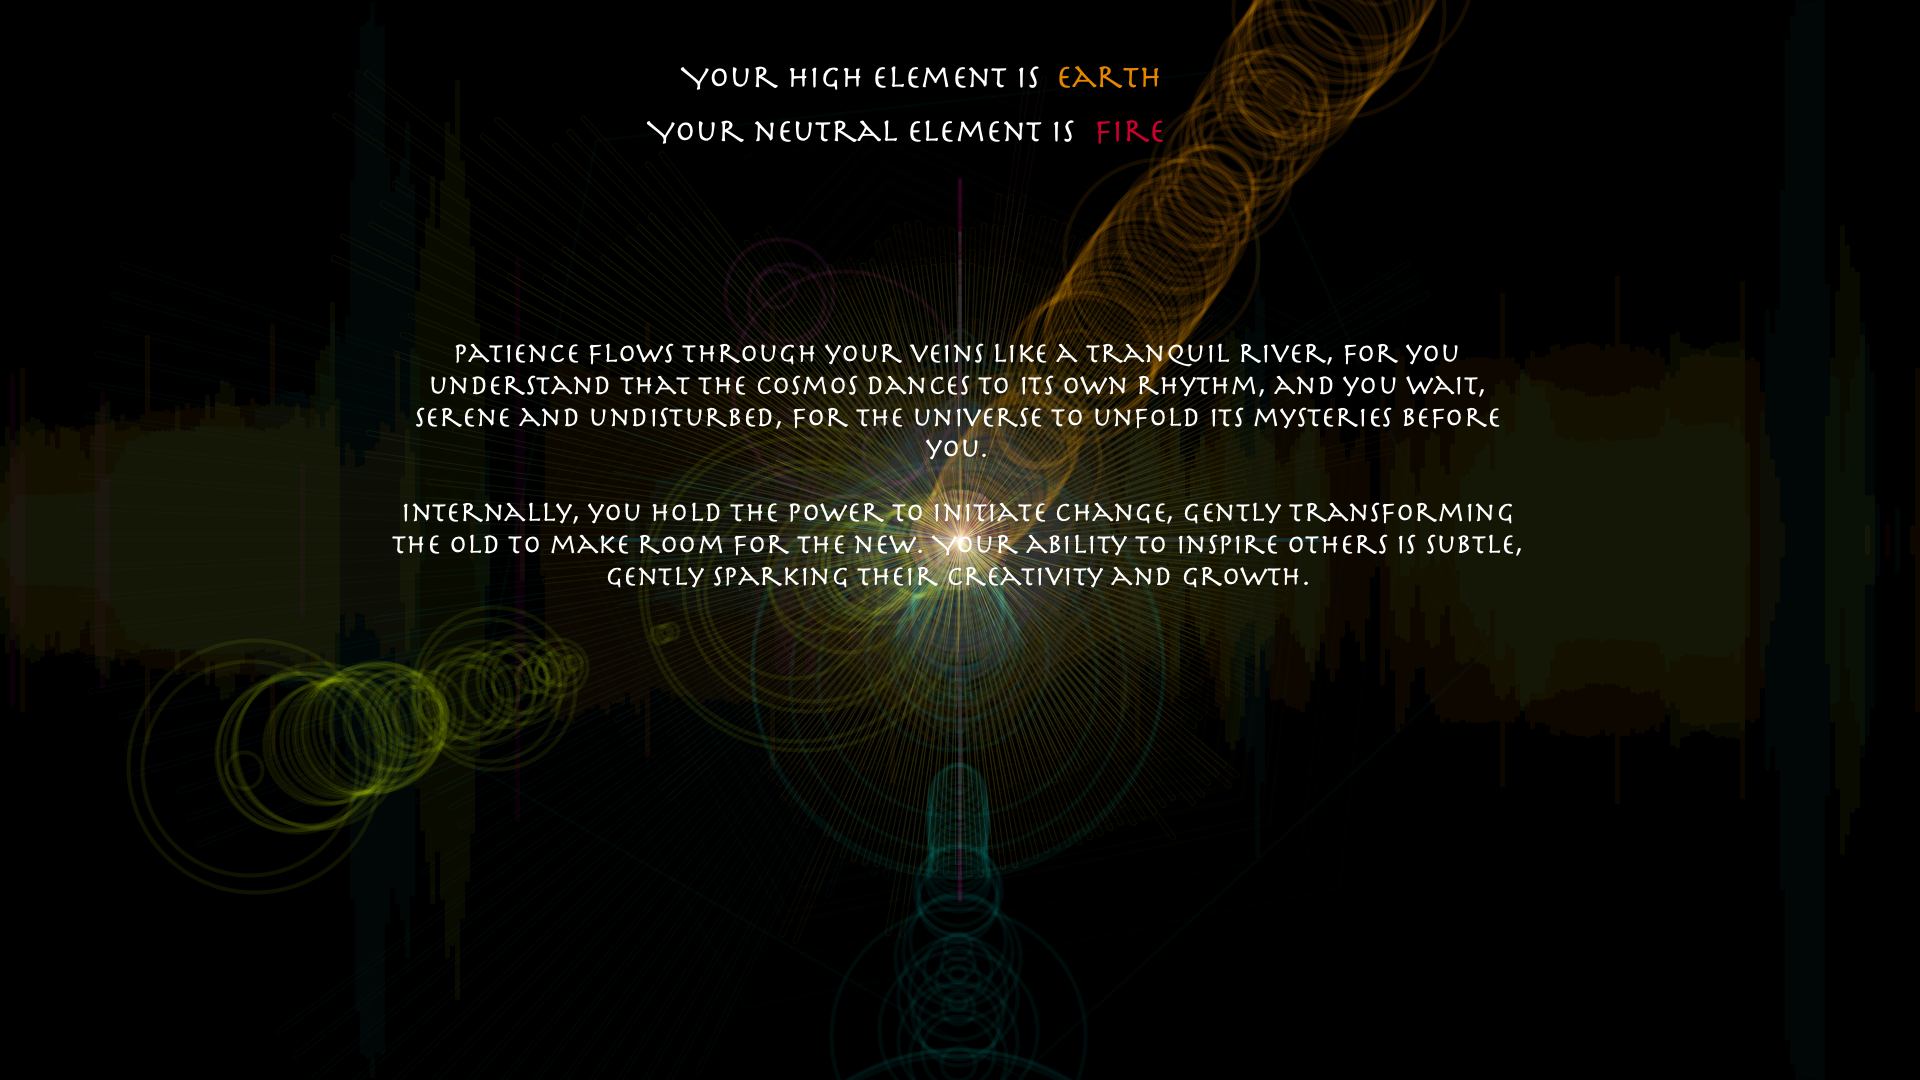 Your high element is Earth
Your neutral element is Fire
Patience flows through your veins like a tranquil river, for you
understand that the cosmos dances to its own rhythm, and you wait,
serene and undisturbed, for the universe to unfold its mysteries before
you.
Internally, you hold the power to initiate change, gently transforming
the old to make room for the new. Your ability to inspire others is subtle,
gently sparking their creativity and growth.